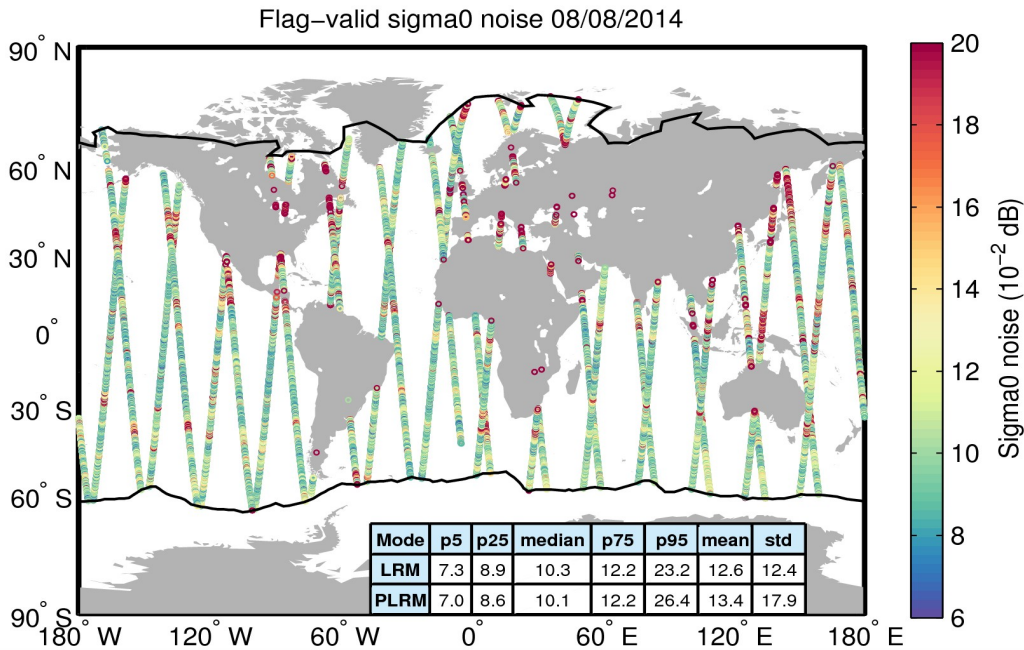 Flag−valid sigma0 noise 08/08/2014
90° N
60° N
30° N
0°
30° S
60° S
90° S
180° W 120° W 60° W 0° 60° E 120° E 180° E
Mode p5 p25 median p75 p95 mean std
LRM 7.3 8.9 10.3 12.2 23.2 12.6 12.4
PLRM 7.0 8.6 10.1 12.2 26.4 13.4 17.9
20
18
16
14
12
10
8
6
Sigma0 noise (10⁻² dB)